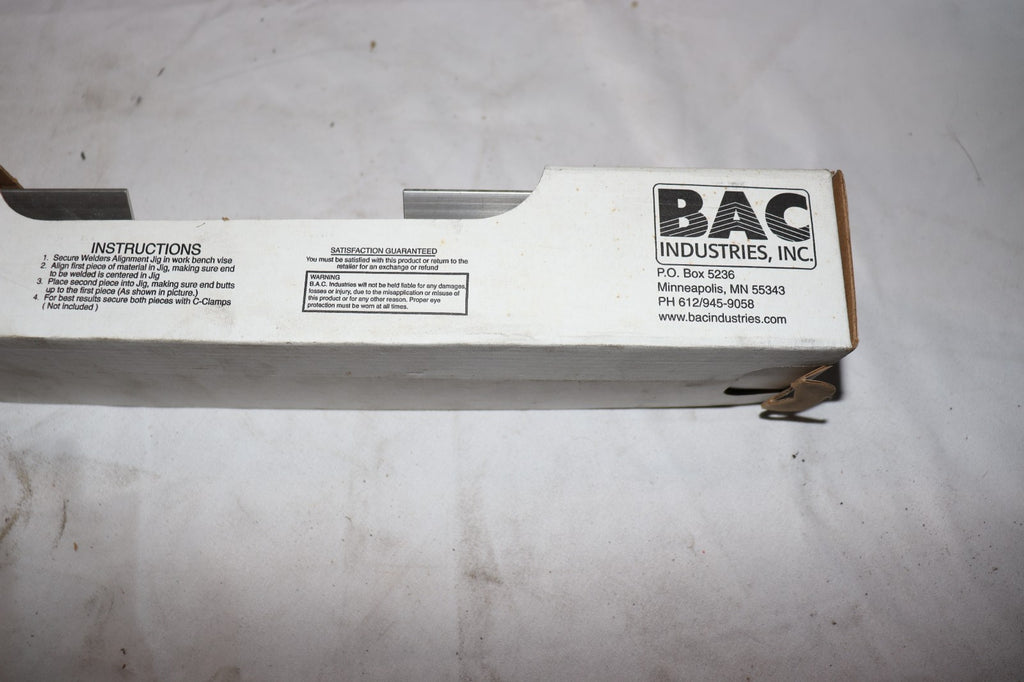 INSTRUCTIONS
1. Secure Welders Alignment Jig in work bench vise
2. Align first piece of material in Jig, making sure end
to be welded is centered in Jig
3. Place second piece into Jig, making sure end butts
up to the first piece (As shown in picture.)
4. For best results secure both pieces with C-Clamps
( Not included )
SATISFACTION GUARANTEED
You must be satisfied with this product or return to the
retailer for an exchange or refund
WARNING
B.A.C. Industries will not be held liable for any damages,
losses or injury, due to the misapplication or misuse of
this product or for any other reason. Proper eye
protection must be worn at all times.
BAC
INDUSTRIES, INC.
P.O. Box 5236
Minneapolis, MN 55343
PH 612/945-9058
www.bacindustries.com